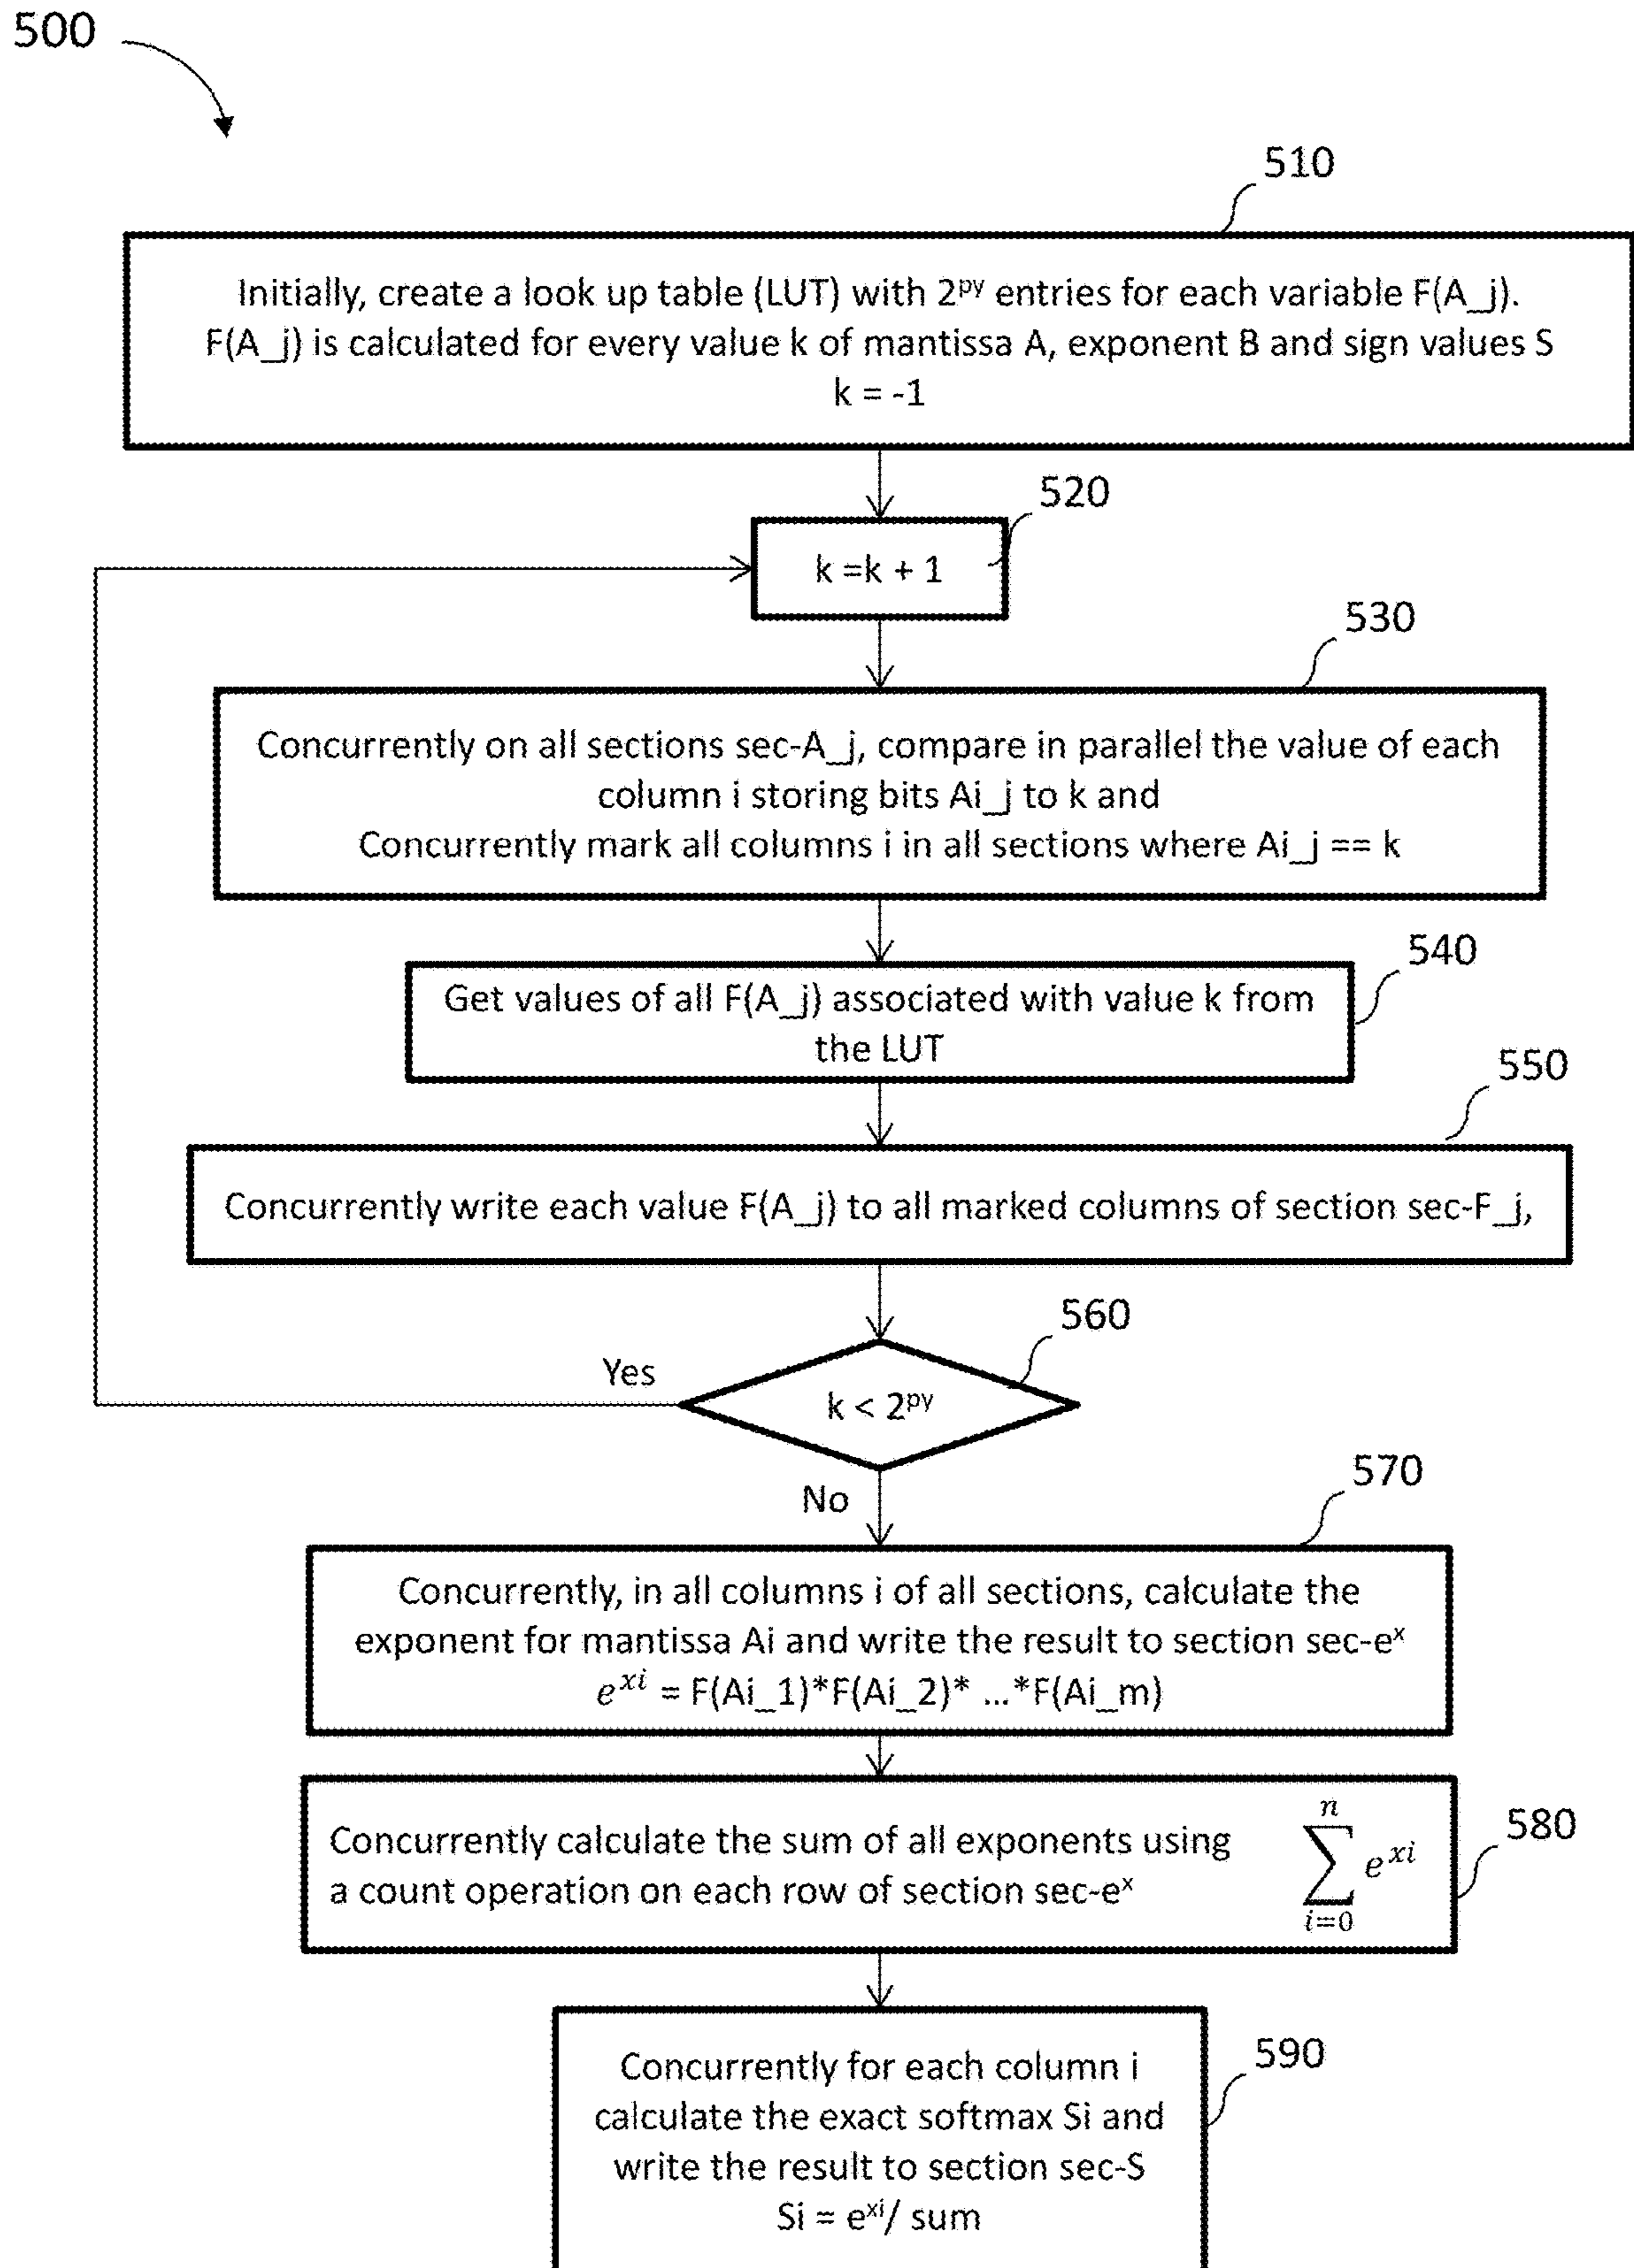 500
510
Initially, create a look up table (LUT) with 2^py entries for each variable F(A_j).
F(A_j) is calculated for every value k of mantissa A, exponent B and sign values S
k = -1
520
k =k + 1
530
Concurrently on all sections sec-A_j, compare in parallel the value of each
column i storing bits Ai_j to k and
Concurrently mark all columns i in all sections where Ai_j == k
540
Get values of all F(A_j) associated with value k from
the LUT
550
Concurrently write each value F(A_j) to all marked columns of section sec-F_j,
560
Yes
k < 2^py
No
570
Concurrently, in all columns i of all sections, calculate the
exponent for mantissa Ai and write the result to section sec-e^x
e^xi = F(Ai_1)*F(Ai_2)* ...*F(Ai_m)
580
Concurrently calculate the sum of all exponents using
a count operation on each row of section sec-e^x
n
∑ e^xi
i=0
590
Concurrently for each column i
calculate the exact softmax Si and
write the result to section sec-S
Si = e^xi/ sum